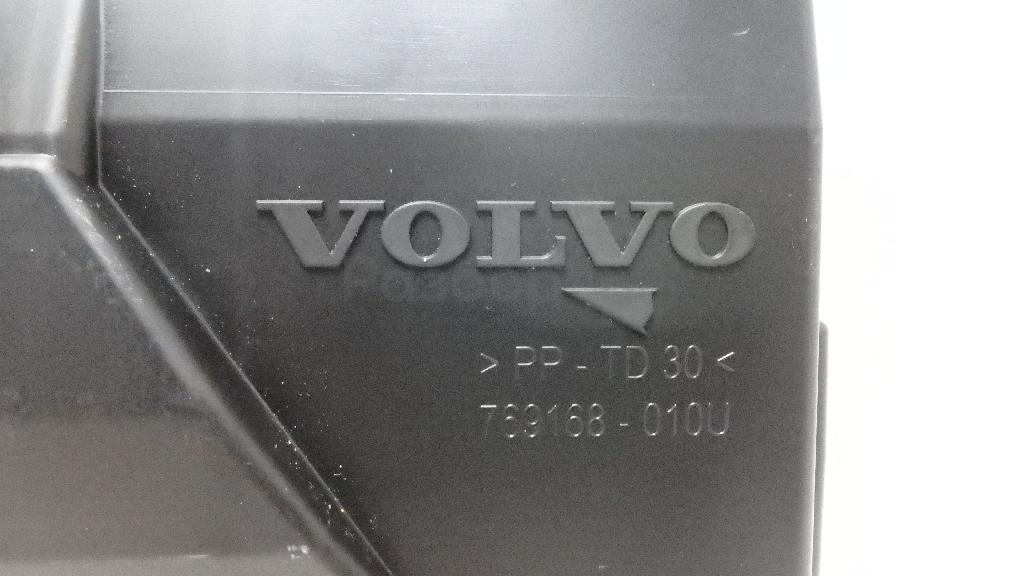 VOLVO
> PP - TD 30 <
769168 - 010U